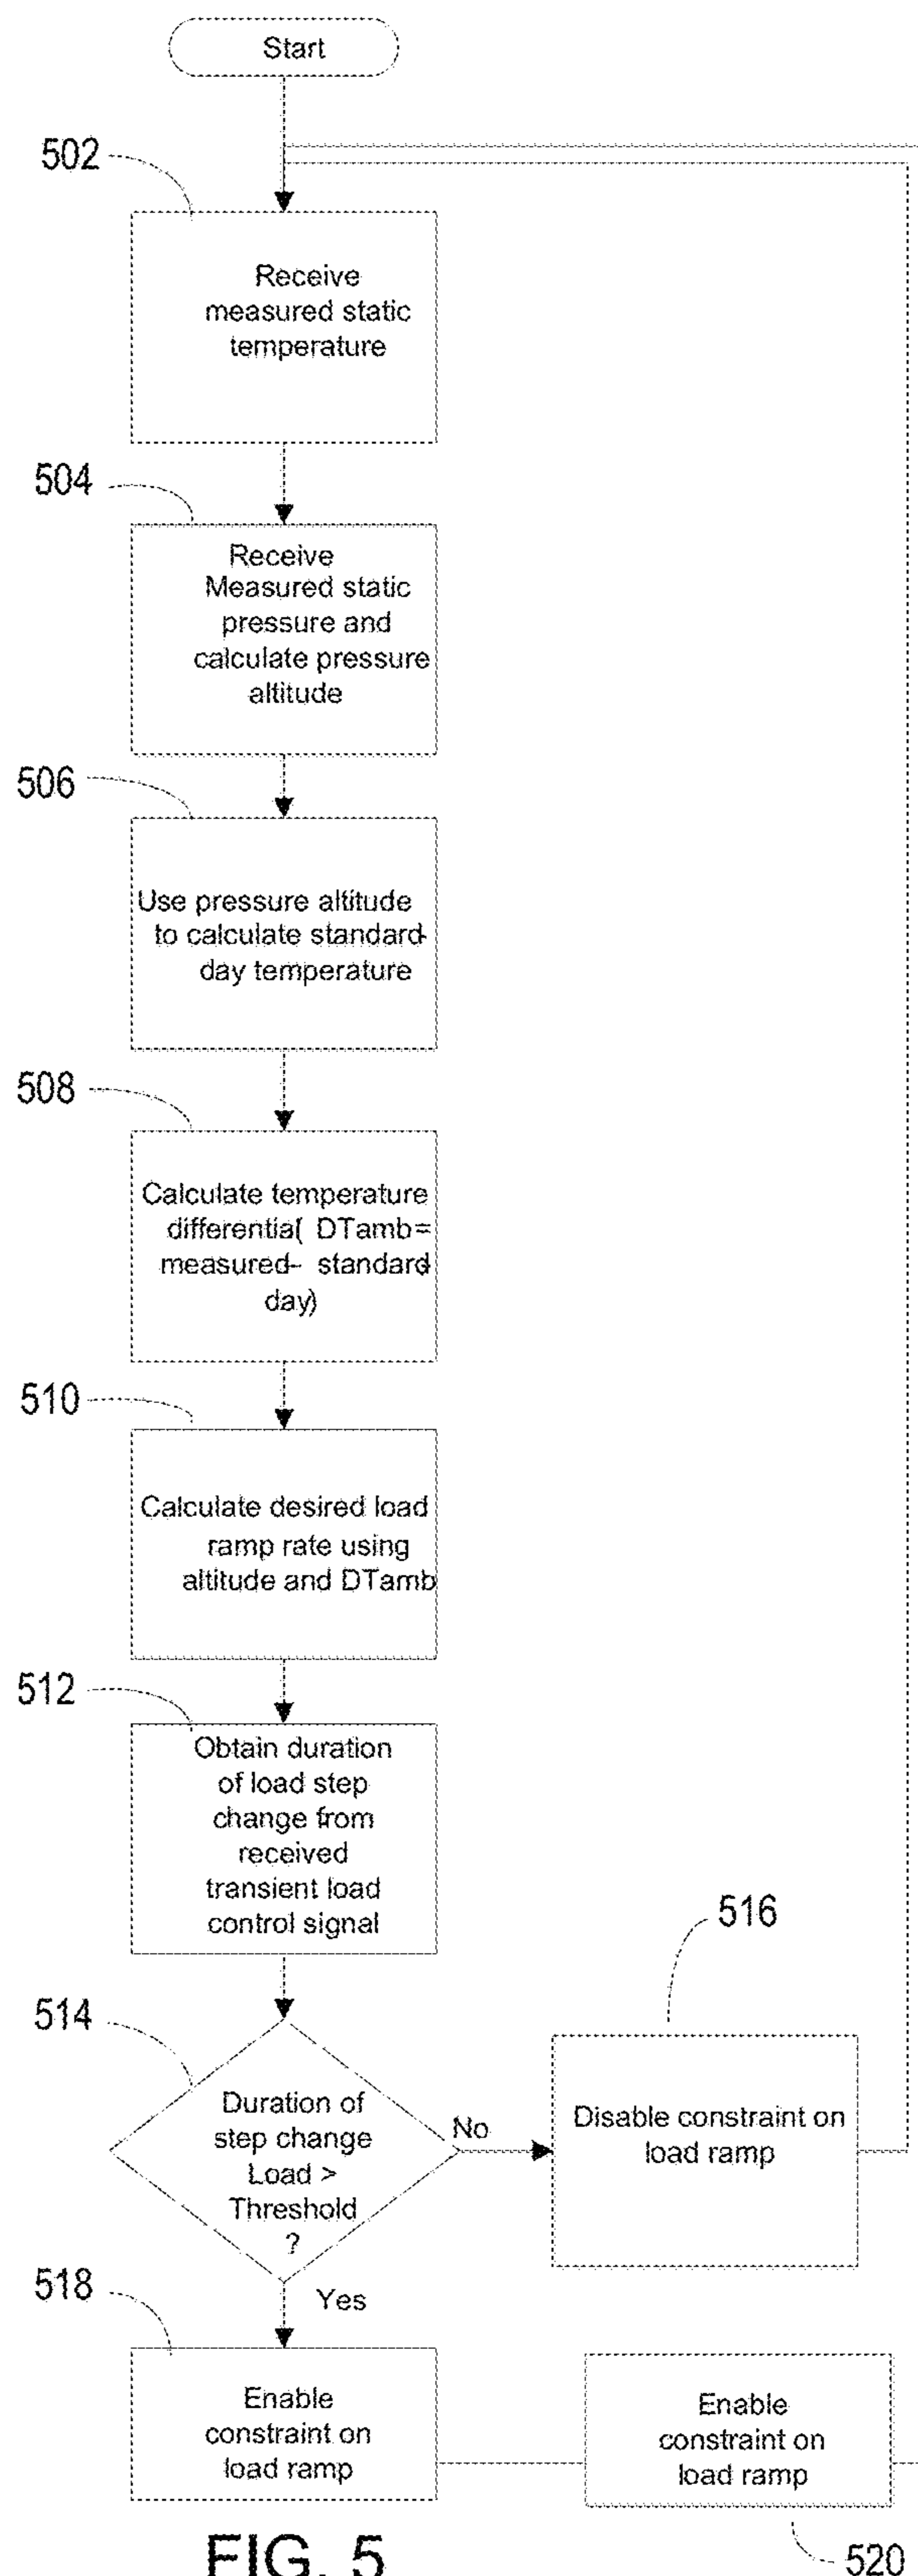 Start
502
Receive
measured static
temperature
504
Receive
Measured static
pressure and
calculate pressure
altitude
506
Use pressure altitude
to calculate standard-
day temperature
508
Calculate temperature
differential( DTamb=
measured- standard
day)
510
Calculate desired load
ramp rate using
altitude and DTamb
512
Obtain duration
of load step
change from
received
transient load
control signal
514
Duration of
step change
Load >
Threshold
?
No
516
Disable constraint on
load ramp
Yes
518
Enable
constraint on
load ramp
Enable
constraint on
load ramp
520
FIG. 5